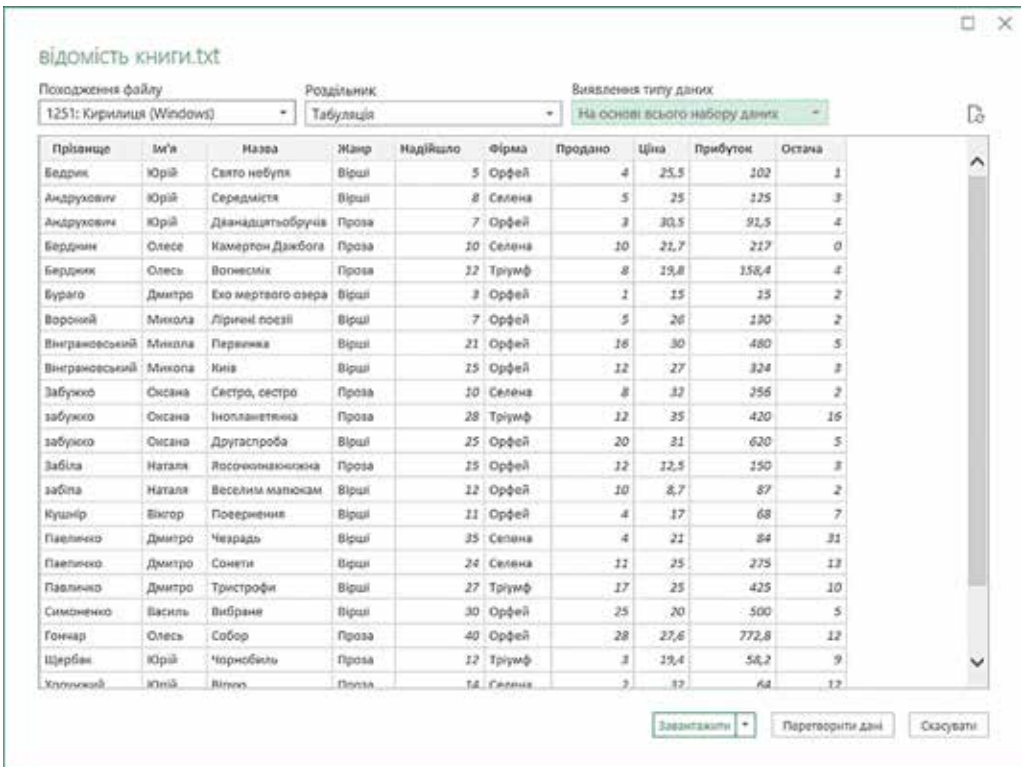 відомість книги.txt
Походження файлу Роздільник Виявлення типу даних
1251: Кирилиця (Windows) Табуляція На основі всього набору даних
Прізвище Ім'я Назва Жанр Надійшло Фірма Продано Ціна Прибуток Остача
Бедрик Юрій Свято небуття Вірші 5 Орфей 4 25,5 102 1
Андрухович Юрій Середмістя Вірші 8 Селена 5 25 125 3
Андрухович Юрій Дванадцятьобручів Проза 7 Орфей 3 30,5 91,5 4
Бердник Олесе Камертон Дажбога Проза 10 Селена 10 21,7 217 0
Бердник Олесь Вогнесміх Проза 12 Тріумф 8 19,8 158,4 4
Бураго Дмитро Ехо мертвого озера Вірші 3 Орфей 1 15 15 2
Вороний Микола Ліричні поезії Вірші 7 Орфей 5 26 130 2
Вінграновський Микола Первинка Вірші 21 Орфей 16 30 480 5
Вінграновський Микола Київ Вірші 15 Орфей 12 27 324 3
Забужко Оксана Сестро, сестро Проза 10 Селена 8 32 256 2
забужко Оксана Інопланетянка Проза 28 Тріумф 12 35 420 16
забужко Оксана Другаспроба Вірші 25 Орфей 20 31 620 5
Забіла Наталя Ясоччинакнижка Проза 15 Орфей 12 12,5 150 3
забіла Наталя Веселим малюкам Вірші 12 Орфей 10 8,7 87 2
Кушнір Віктор Повернення Вірші 11 Орфей 4 17 68 7
Павличко Дмитро 35 Селена 4 21 84 31
Павличко Дмитро Сонети Вірші 24 Селена 11 25 275 13
Павличко Дмитро Тристрофи Вірші 27 Тріумф 17 25 425 10
Симоненко Василь Вибране Вірші 30 Орфей 25 20 500 5
Гончар Олесь Собор Проза 40 Орфей 28 27,6 772,8 12
Щербак Юрій Чорнобиль Проза 12 Тріумф 3 19,4 58,2 9
Юрій Проза 14 Селена 2 32 64 12
Завантажити Перетворити дані Скасувати